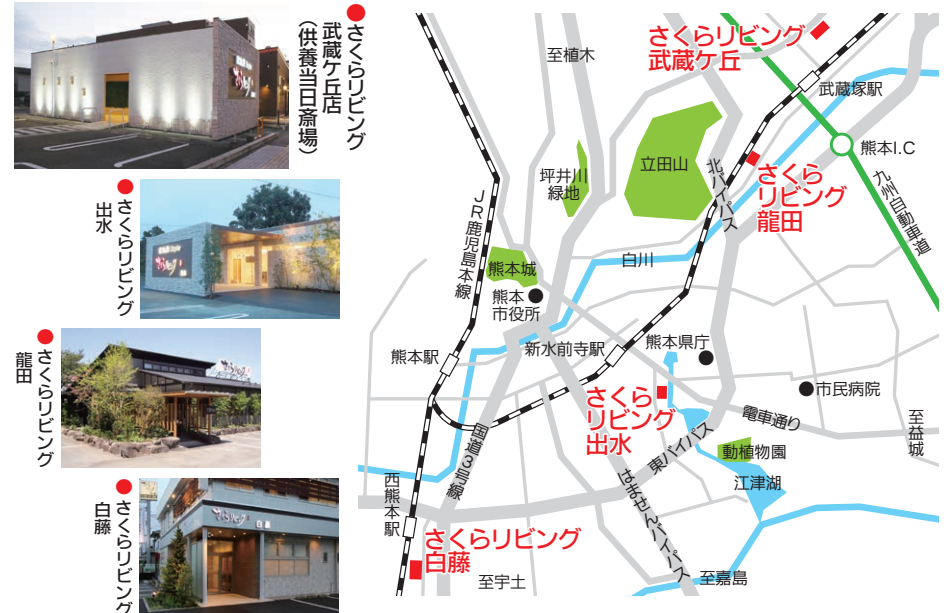 さくらリビング
武蔵ケ丘店
（供養当日斎場）
さくらリビング
出水
さくらリビング
龍田
さくらリビング
白藤
さくらリビング
武蔵ケ丘
至植木
武蔵塚駅
熊本I.C
九州自動車道
立田山
坪井川
緑地
北バイパス
さくら
リビング
龍田
JR鹿児島本線
白川
熊本城
熊本
市役所
熊本駅
新水前寺駅
熊本県庁
市民病院
さくら
リビング
出水
電車通り
至益城
国道3号線
東バイパス
動植物園
江津湖
西熊本駅
はませんバイパス
さくらリビング
白藤
至宇土
至嘉島
さくらリビング
白藤